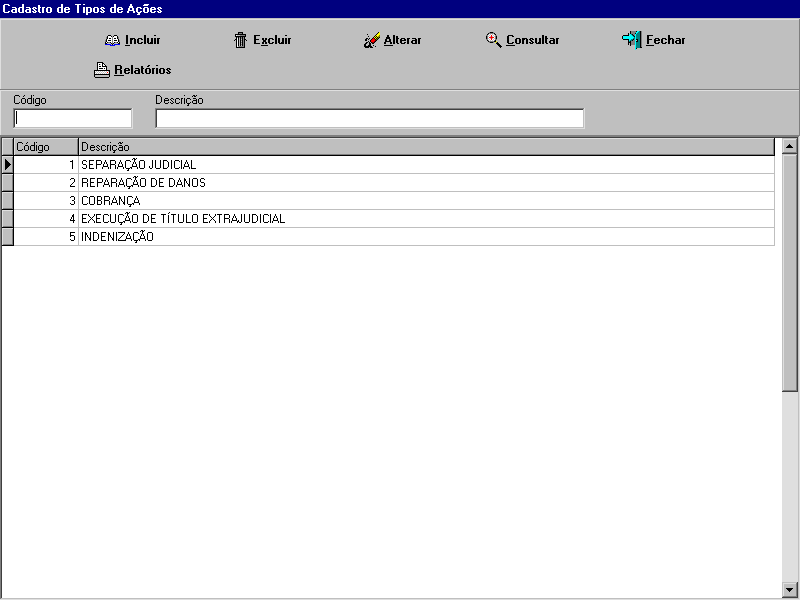 Cadastro de Tipos de Ações
Incluir Excluir Alterar Consultar Fechar
Relatórios
Código Descrição
Código Descrição
1 SEPARAÇÃO JUDICIAL
2 REPARAÇÃO DE DANOS
3 COBRANÇA
4 EXECUÇÃO DE TÍTULO EXTRAJUDICIAL
5 INDENIZAÇÃO